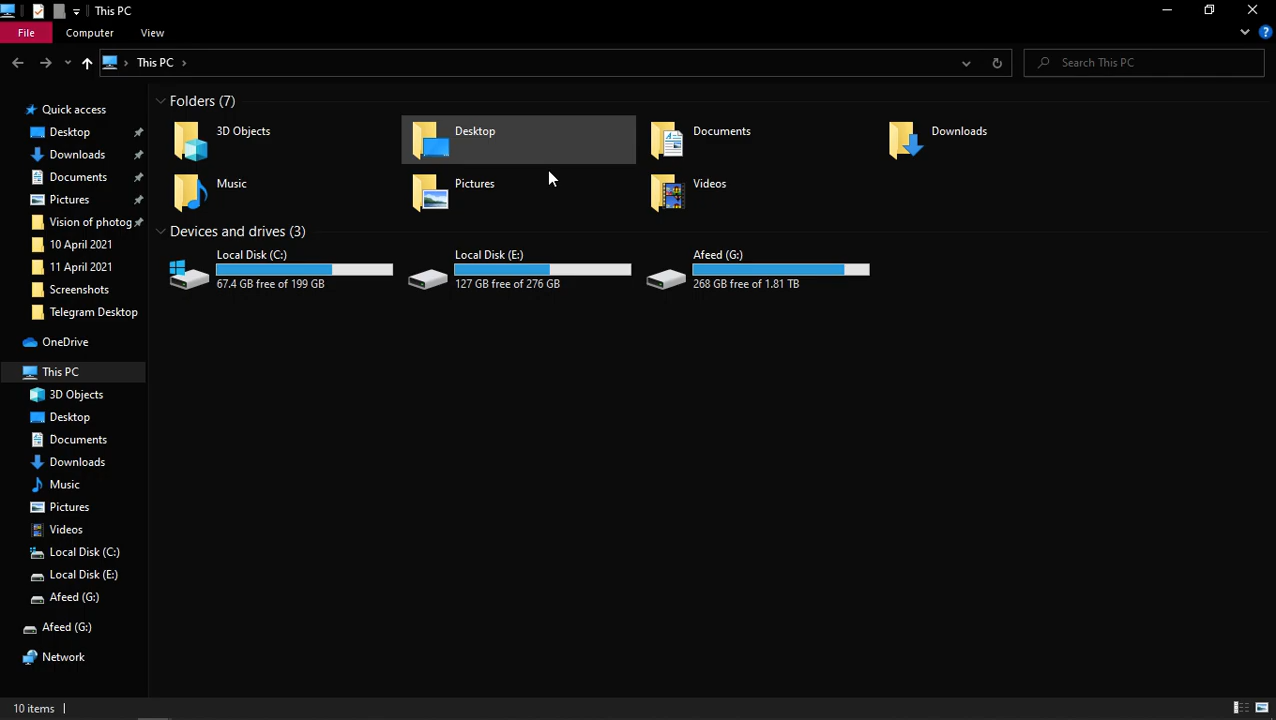 This PC
File Computer View
This PC
Search This PC
Quick access
Desktop
Downloads
Documents
Pictures
Vision of photog
10 April 2021
11 April 2021
Screenshots
Telegram Desktop
OneDrive
This PC
3D Objects
Desktop
Documents
Downloads
Music
Pictures
Videos
Local Disk (C:)
Local Disk (E:)
Afeed (G:)
Afeed (G:)
Network
Folders (7)
3D Objects
Desktop
Documents
Downloads
Music
Pictures
Videos
Devices and drives (3)
Local Disk (C:)
67.4 GB free of 199 GB
Local Disk (E:)
127 GB free of 276 GB
Afeed (G:)
268 GB free of 1.81 TB
10 items